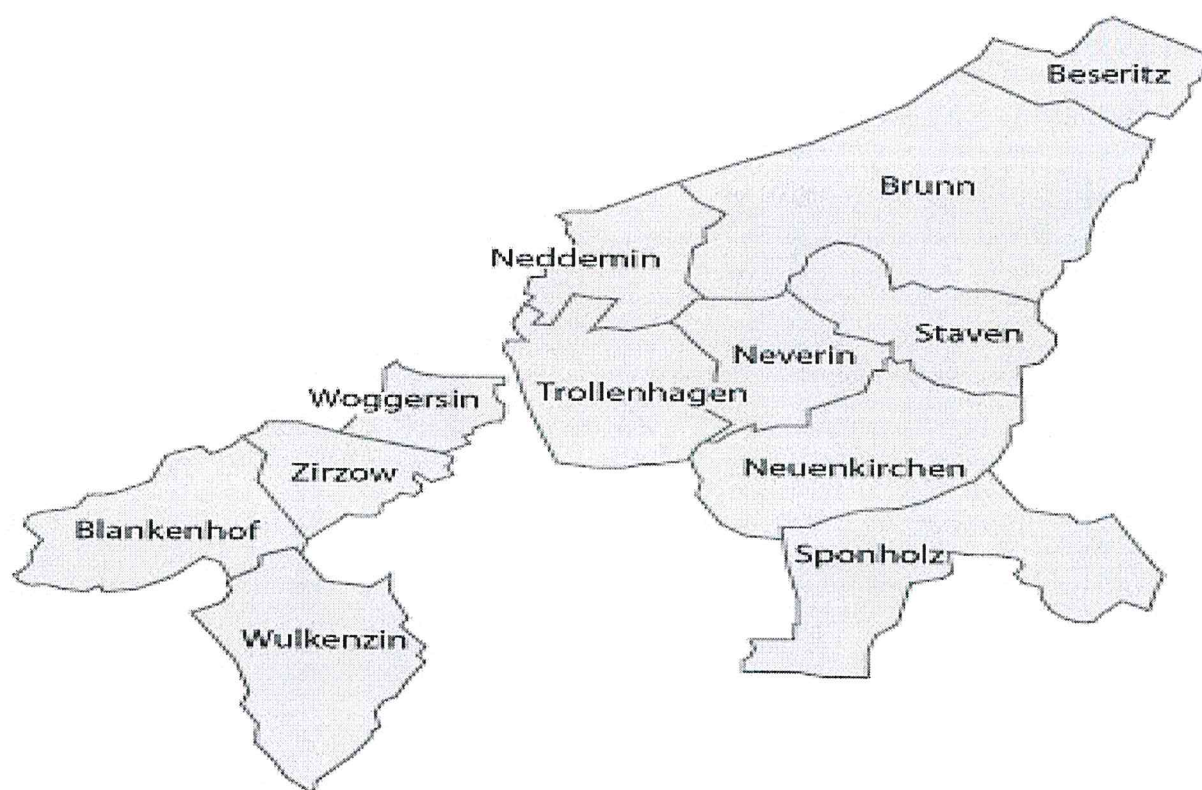 Beseritz
Brunn
Neddemin
Staven
Neverin
Trollenhagen
Woggersin
Neuenkirchen
Zirzow
Blankenhof
Sponholz
Wulkenzin